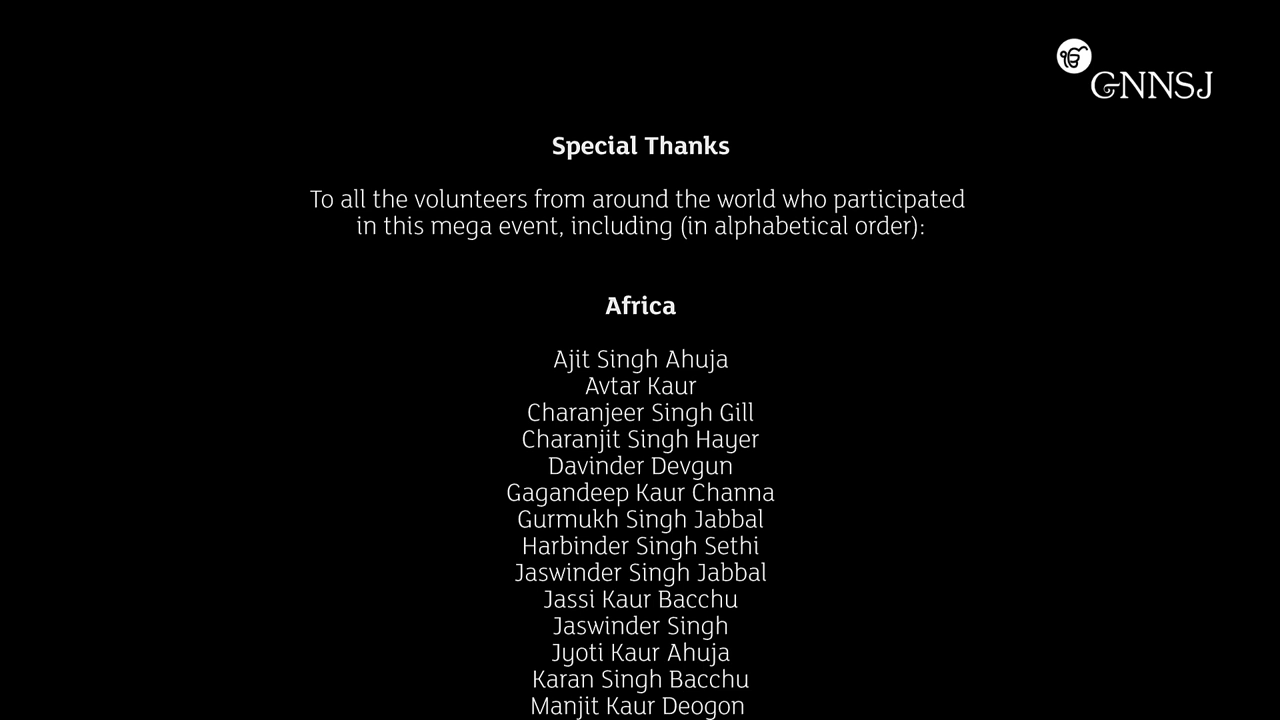 ੴ
GNNSJ
Special Thanks
To all the volunteers from around the world who participated
in this mega event, including (in alphabetical order):
Africa
Ajit Singh Ahuja
Avtar Kaur
Charanjeer Singh Gill
Charanjit Singh Hayer
Davinder Devgun
Gagandeep Kaur Channa
Gurmukh Singh Jabbal
Harbinder Singh Sethi
Jaswinder Singh Jabbal
Jassi Kaur Bacchu
Jaswinder Singh
Jyoti Kaur Ahuja
Karan Singh Bacchu
Manjit Kaur Deogon